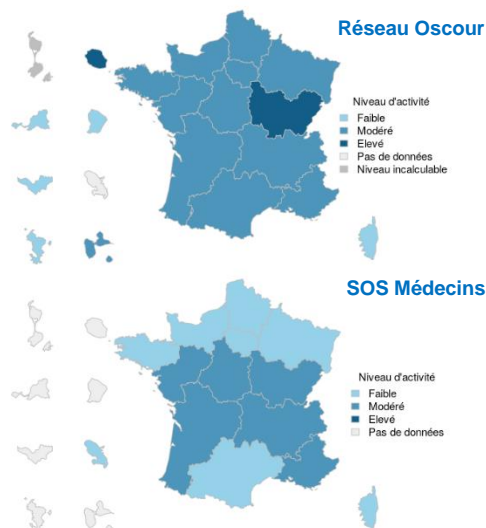 Réseau Oscour
Niveau d'activité
Faible
Modéré
Elevé
Pas de données
Niveau incalculable
SOS Médecins
Niveau d'activité
Faible
Modéré
Elevé
Pas de données